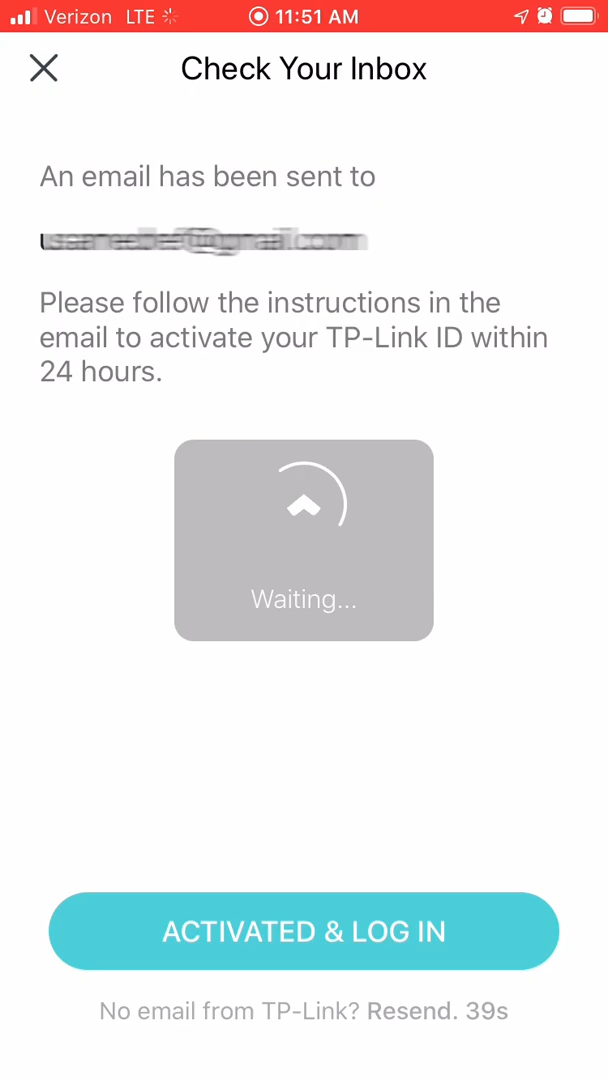 Verizon LTE 11:51 AM
Check Your Inbox
An email has been sent to
Please follow the instructions in the
email to activate your TP-Link ID within
24 hours.
Waiting...
ACTIVATED & LOG IN
No email from TP-Link? Resend. 39s